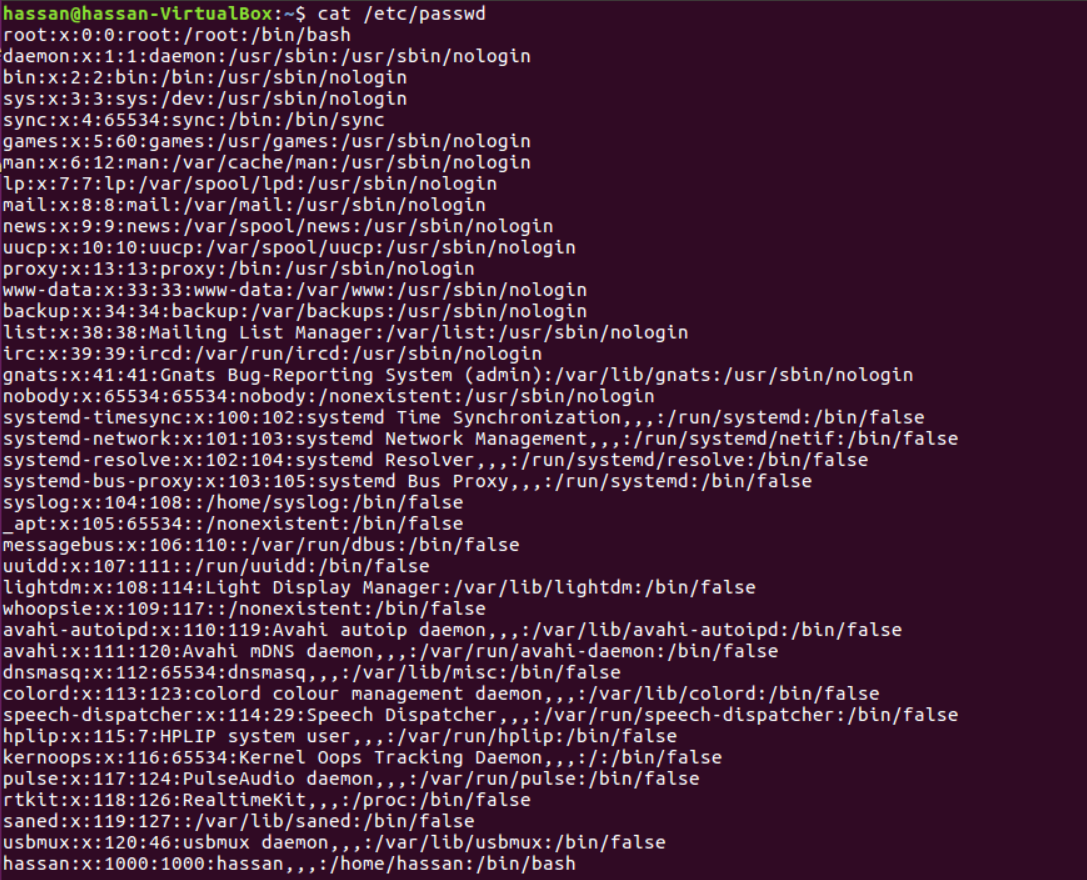 hassan@hassan-VirtualBox:~$ cat /etc/passwd
root:x:0:0:root:/root:/bin/bash
daemon:x:1:1:daemon:/usr/sbin:/usr/sbin/nologin
bin:x:2:2:bin:/bin:/usr/sbin/nologin
sys:x:3:3:sys:/dev:/usr/sbin/nologin
sync:x:4:65534:sync:/bin:/bin/sync
games:x:5:60:games:/usr/games:/usr/sbin/nologin
man:x:6:12:man:/var/cache/man:/usr/sbin/nologin
lp:x:7:7:lp:/var/spool/lpd:/usr/sbin/nologin
mail:x:8:8:mail:/var/mail:/usr/sbin/nologin
news:x:9:9:news:/var/spool/news:/usr/sbin/nologin
uucp:x:10:10:uucp:/var/spool/uucp:/usr/sbin/nologin
proxy:x:13:13:proxy:/bin:/usr/sbin/nologin
www-data:x:33:33:www-data:/var/www:/usr/sbin/nologin
backup:x:34:34:backup:/var/backups:/usr/sbin/nologin
list:x:38:38:Mailing List Manager:/var/list:/usr/sbin/nologin
irc:x:39:39:ircd:/var/run/ircd:/usr/sbin/nologin
gnats:x:41:41:Gnats Bug-Reporting System (admin):/var/lib/gnats:/usr/sbin/nologin
nobody:x:65534:65534:nobody:/nonexistent:/usr/sbin/nologin
systemd-timesync:x:100:102:systemd Time Synchronization,,,:/run/systemd:/bin/false
systemd-network:x:101:103:systemd Network Management,,,:/run/systemd/netif:/bin/false
systemd-resolve:x:102:104:systemd Resolver,,,:/run/systemd/resolve:/bin/false
systemd-bus-proxy:x:103:105:systemd Bus Proxy,,,:/run/systemd:/bin/false
syslog:x:104:108::/home/syslog:/bin/false
_apt:x:105:65534::/nonexistent:/bin/false
messagebus:x:106:110::/var/run/dbus:/bin/false
uuidd:x:107:111::/run/uuidd:/bin/false
lightdm:x:108:114:Light Display Manager:/var/lib/lightdm:/bin/false
whoopsie:x:109:117::/nonexistent:/bin/false
avahi-autoipd:x:110:119:Avahi autoip daemon,,,:/var/lib/avahi-autoipd:/bin/false
avahi:x:111:120:Avahi mDNS daemon,,,:/var/run/avahi-daemon:/bin/false
dnsmasq:x:112:65534:dnsmasq,,,:/var/lib/misc:/bin/false
colord:x:113:123:colord colour management daemon,,,:/var/lib/colord:/bin/false
speech-dispatcher:x:114:29:Speech Dispatcher,,,:/var/run/speech-dispatcher:/bin/false
hplip:x:115:7:HPLIP system user,,,:/var/run/hplip:/bin/false
kernoops:x:116:65534:Kernel Oops Tracking Daemon,,,:/:/bin/false
pulse:x:117:124:PulseAudio daemon,,,:/var/run/pulse:/bin/false
rtkit:x:118:126:RealtimeKit,,,:/proc:/bin/false
saned:x:119:127::/var/lib/saned:/bin/false
usbmux:x:120:46:usbmux daemon,,,:/var/lib/usbmux:/bin/false
hassan:x:1000:1000:hassan,,,:/home/hassan:/bin/bash